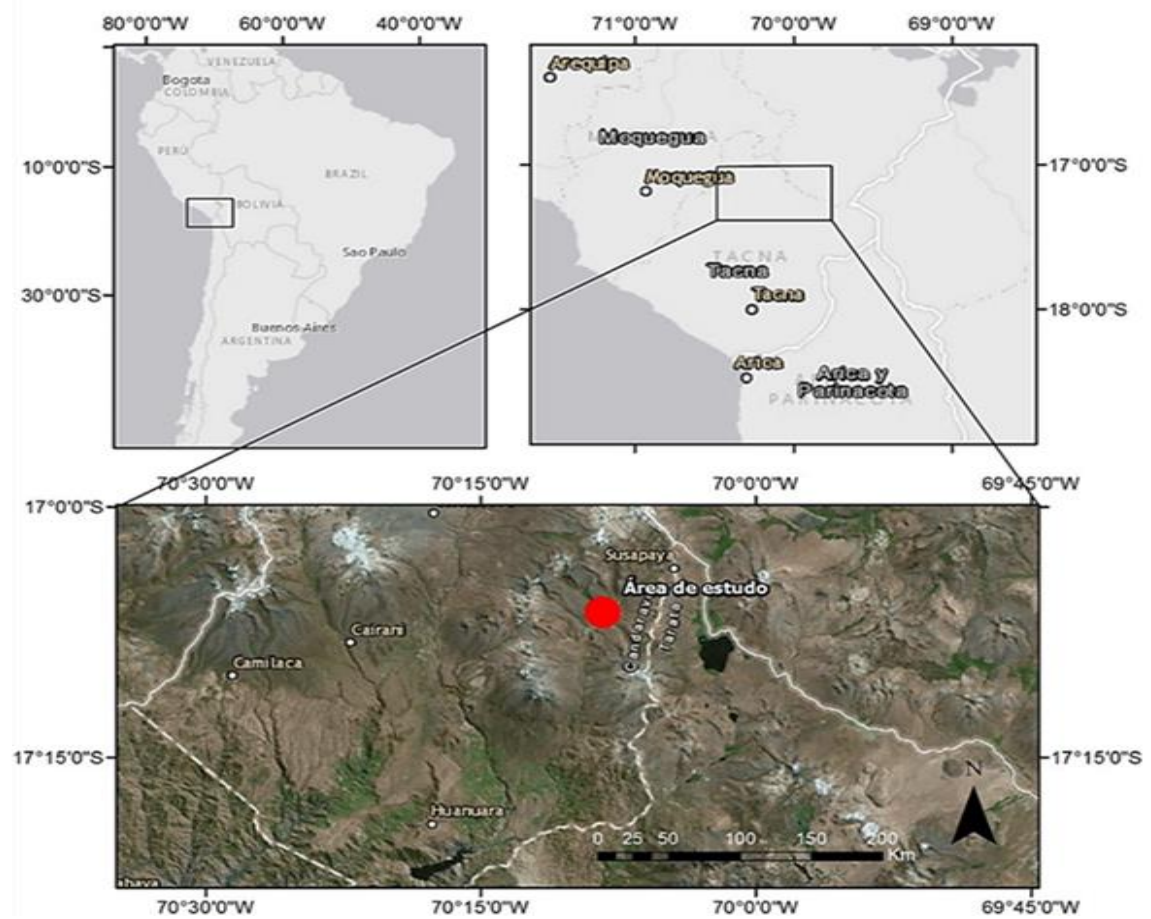 80°0'0"W 60°0'0"W 40°0'0"W
10°0'0"S
30°0'0"S
VENEZUELA
Bogota
COLOMBIA
PERÚ
BRAZIL
BOLIVIA
Sao Paulo
Buenos Aires
ARGENTINA
71°0'0"W 70°0'0"W 69°0'0"W
17°0'0"S
18°0'0"S
Arequipa
Moquegua
Moquegua
TACNA
Tacna
Tacna
Arica
Arica y
Parinacota
70°30'0"W 70°15'0"W 70°0'0"W 69°45'0"W
17°0'0"S
Susapaya
Área de estudo
Candarave
Tarata
Cairani
Camilaca
17°15'0"S
17°15'0"S
Huanuara
N
0 25 50 100 150 200
Km
70°30'0"W 70°15'0"W 70°0'0"W 69°45'0"W